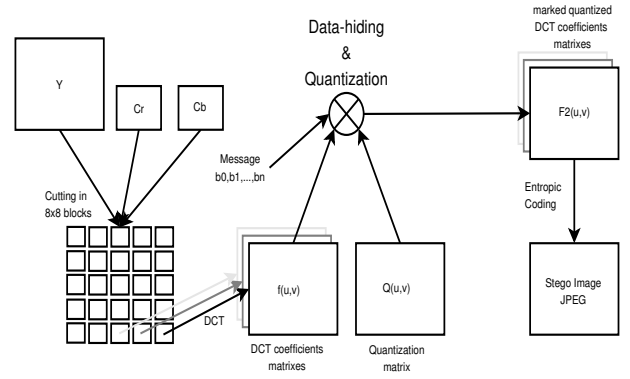 marked quantized
DCT coefficients
matrixes
Data-hiding
&
Quantization
Y
Cr
Cb
F2(u,v)
Message
b0,b1,...,bn
Cutting in
8x8 blocks
Entropic
Coding
f(u,v)
Q(u,v)
Stego Image
JPEG
DCT
DCT coefficients
matrixes
Quantization
matrix